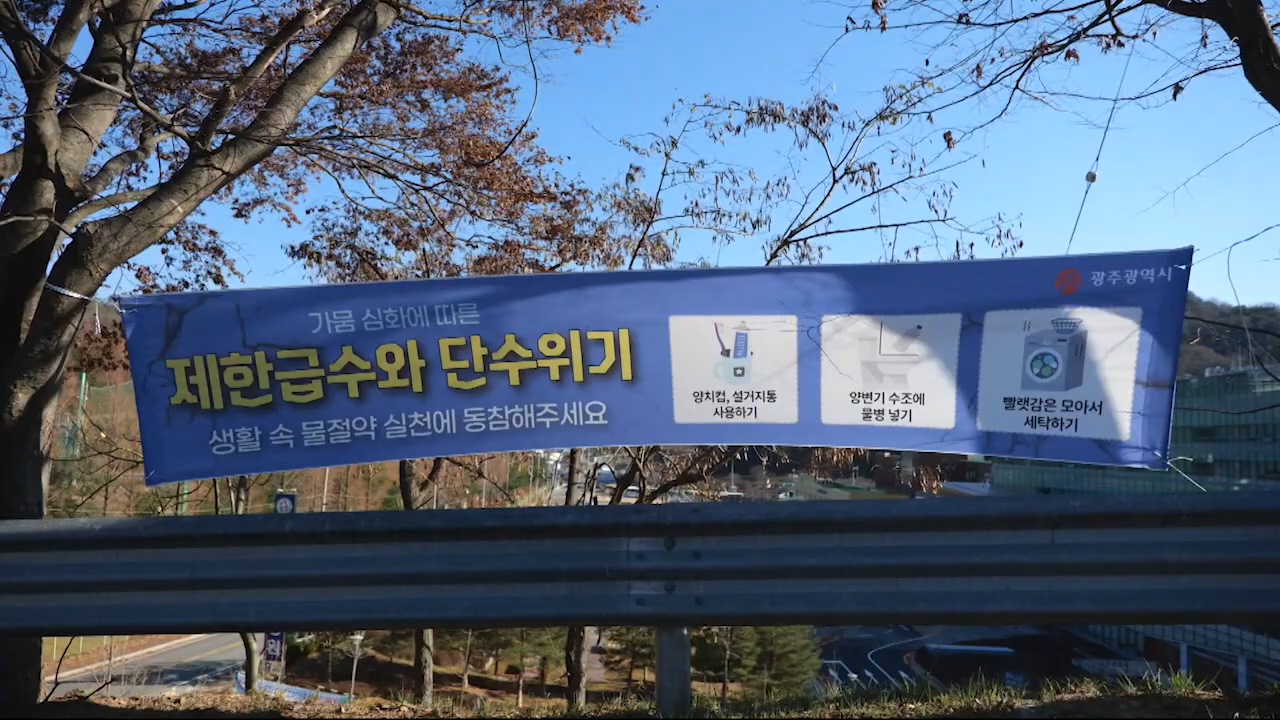 광주광역시
가뭄 심화에 따른
제한급수와 단수위기
생활 속 물절약 실천에 동참해주세요
양치컵, 설거지통
사용하기
양변기 수조에
물병 넣기
빨랫감은 모아서
세탁하기